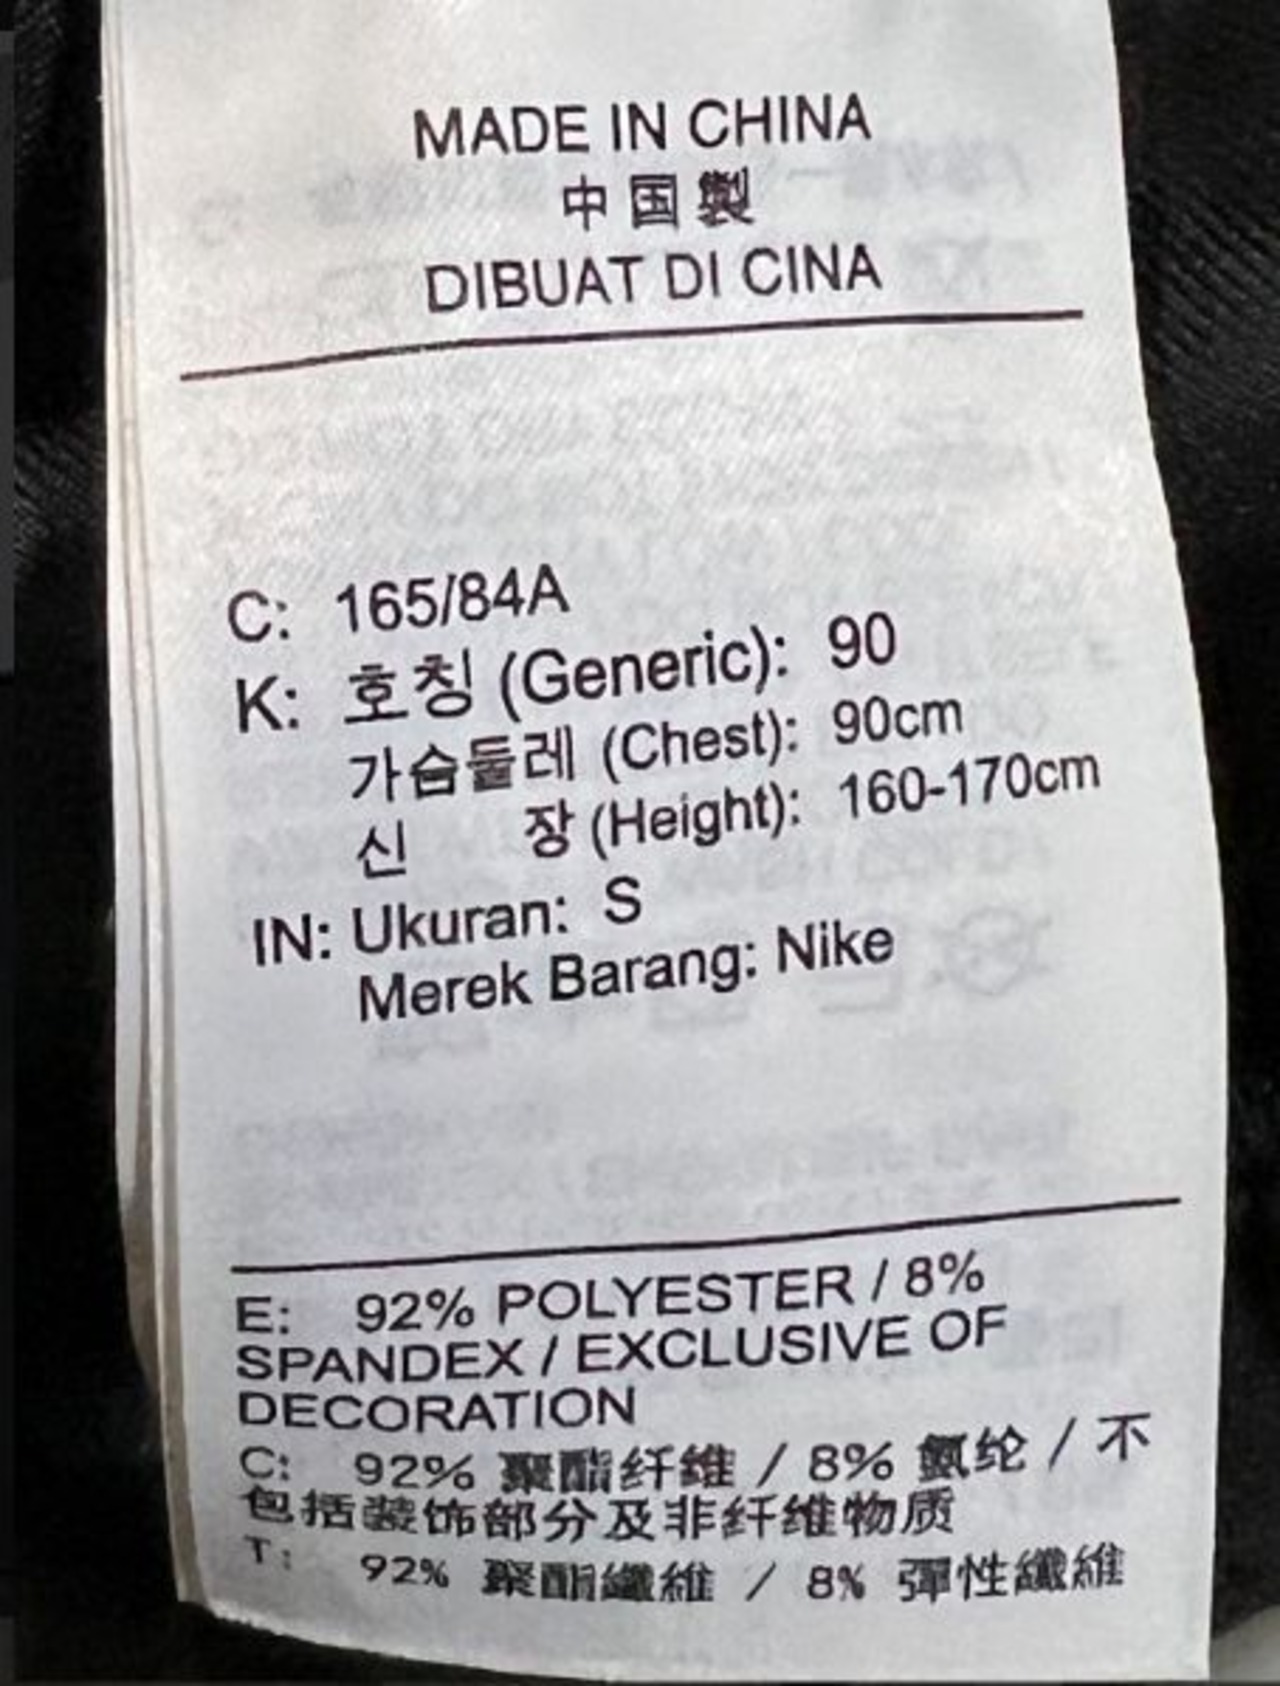 MADE IN CHINA
中国製
DIBUAT DI CINA
C: 165/84A
K: 호칭 (Generic): 90
가슴둘레 (Chest): 90cm
신 장 (Height): 160-170cm
IN: Ukuran: S
Merek Barang: Nike
E: 92% POLYESTER / 8%
SPANDEX / EXCLUSIVE OF
DECORATION
C: 92% 聚酯纤维 / 8% 氨纶 / 不
包括装饰部分及非纤维物质
T: 92% 聚酯纖維 / 8% 彈性纖維